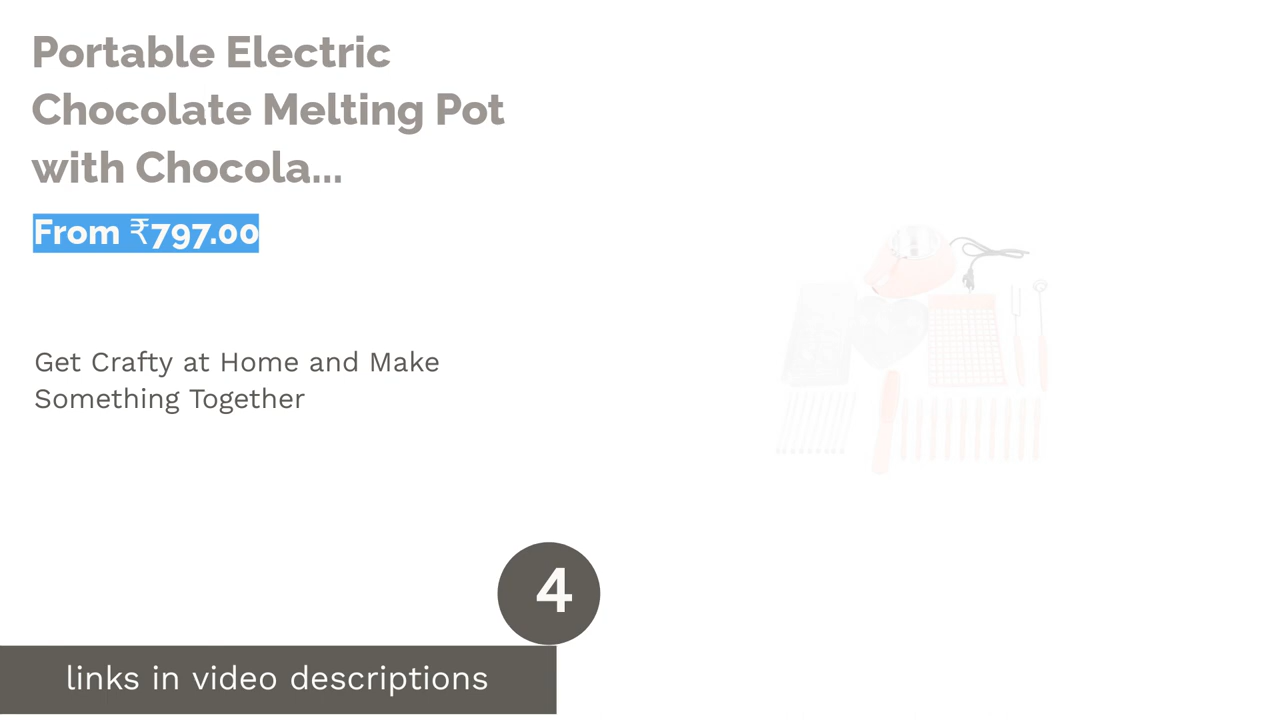 Portable Electric
Chocolate Melting Pot
with Chocola...
From ₹797.00
Get Crafty at Home and Make
Something Together
4
links in video descriptions